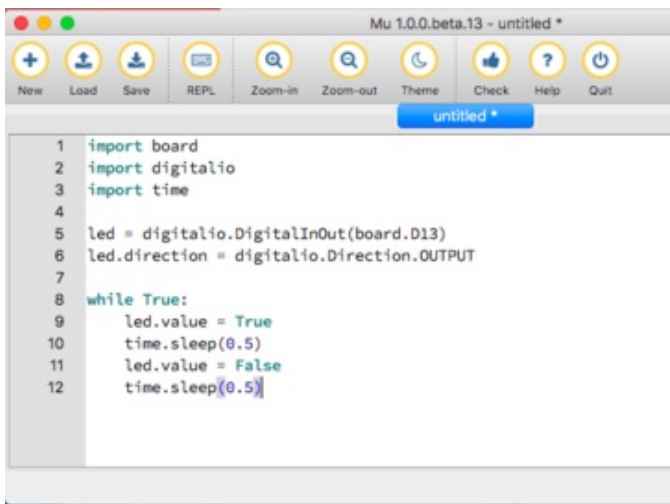 Mu 1.0.0.beta.13 - untitled *
New Load Save REPL Zoom-in Zoom-out Theme Check Help Quit
untitled *
1 import board
2 import digitalio
3 import time
4
5 led = digitalio.DigitalInOut(board.D13)
6 led.direction = digitalio.Direction.OUTPUT
7
8 while True:
9     led.value = True
10     time.sleep(0.5)
11     led.value = False
12     time.sleep(0.5)